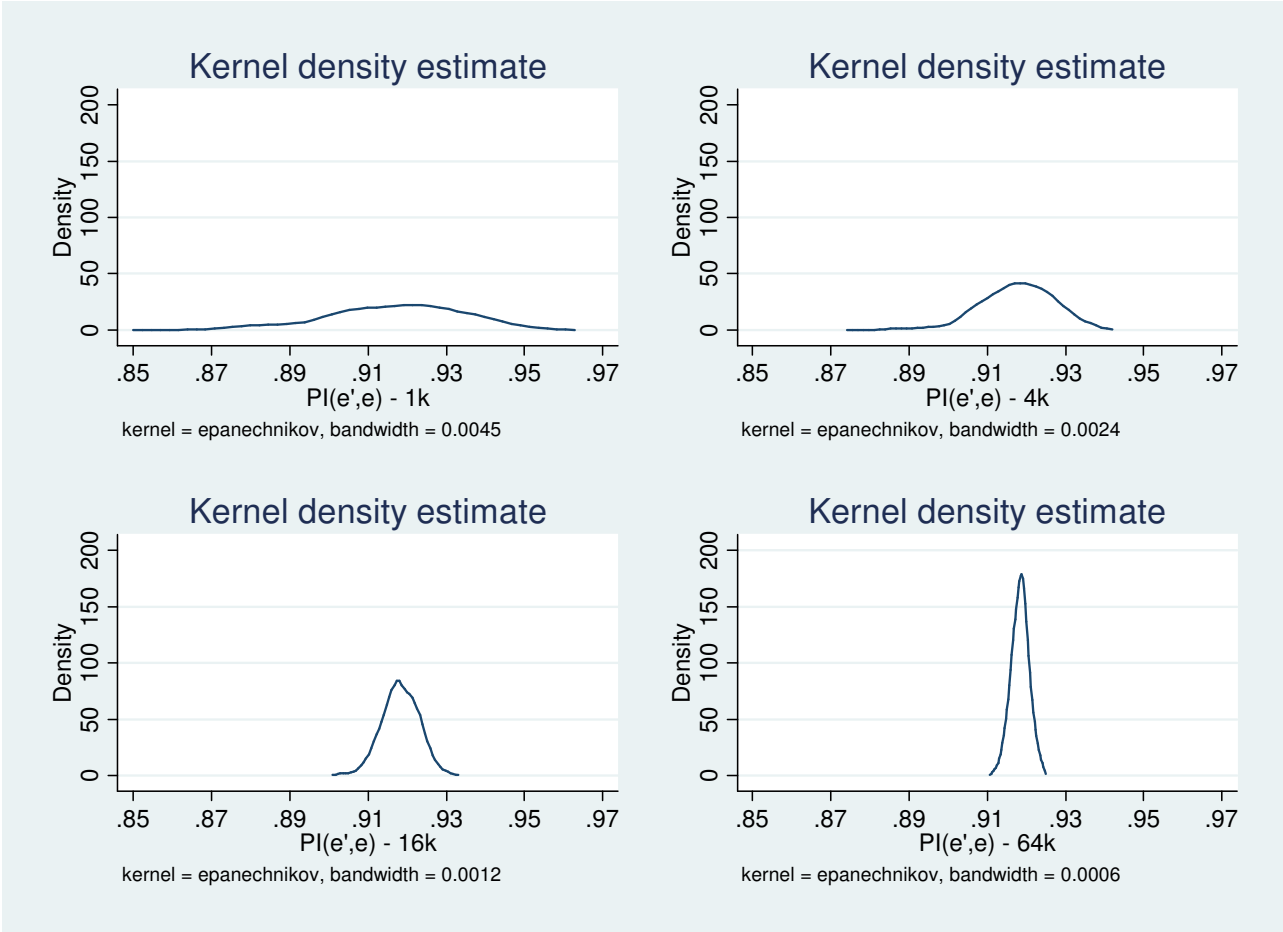 Kernel density estimate
Density
200
150
100
50
0
.85 .87 .89 .91 .93 .95 .97
PI(e',e) - 1k
kernel = epanechnikov, bandwidth = 0.0045
Kernel density estimate
Density
200
150
100
50
0
.85 .87 .89 .91 .93 .95 .97
PI(e',e) - 4k
kernel = epanechnikov, bandwidth = 0.0024
Kernel density estimate
Density
200
150
100
50
0
.85 .87 .89 .91 .93 .95 .97
PI(e',e) - 16k
kernel = epanechnikov, bandwidth = 0.0012
Kernel density estimate
Density
200
150
100
50
0
.85 .87 .89 .91 .93 .95 .97
PI(e',e) - 64k
kernel = epanechnikov, bandwidth = 0.0006